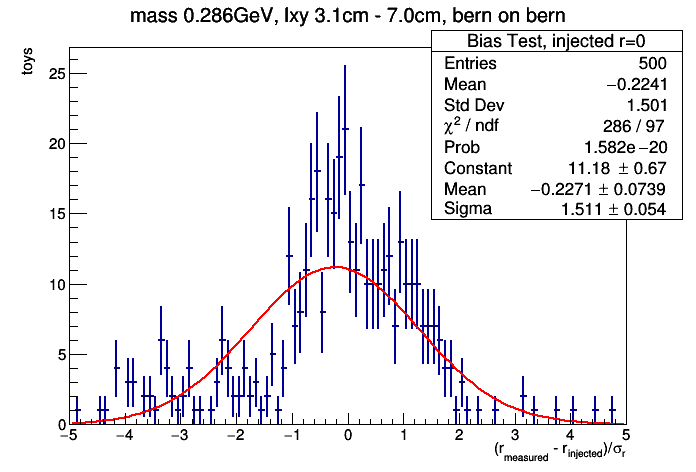 mass 0.286GeV, lxy 3.1cm - 7.0cm, bern on bern
Bias Test, injected r=0
Entries 500
Mean −0.2241
Std Dev 1.501
χ² / ndf 286 / 97
Prob 1.582e−20
Constant 11.18 ± 0.67
Mean −0.2271 ± 0.0739
Sigma 1.511 ± 0.054
toys
25
20
15
10
5
0
−5 −4 −3 −2 −1 0 1 2 3 4 5
(r_measured - r_injected)/σ_r